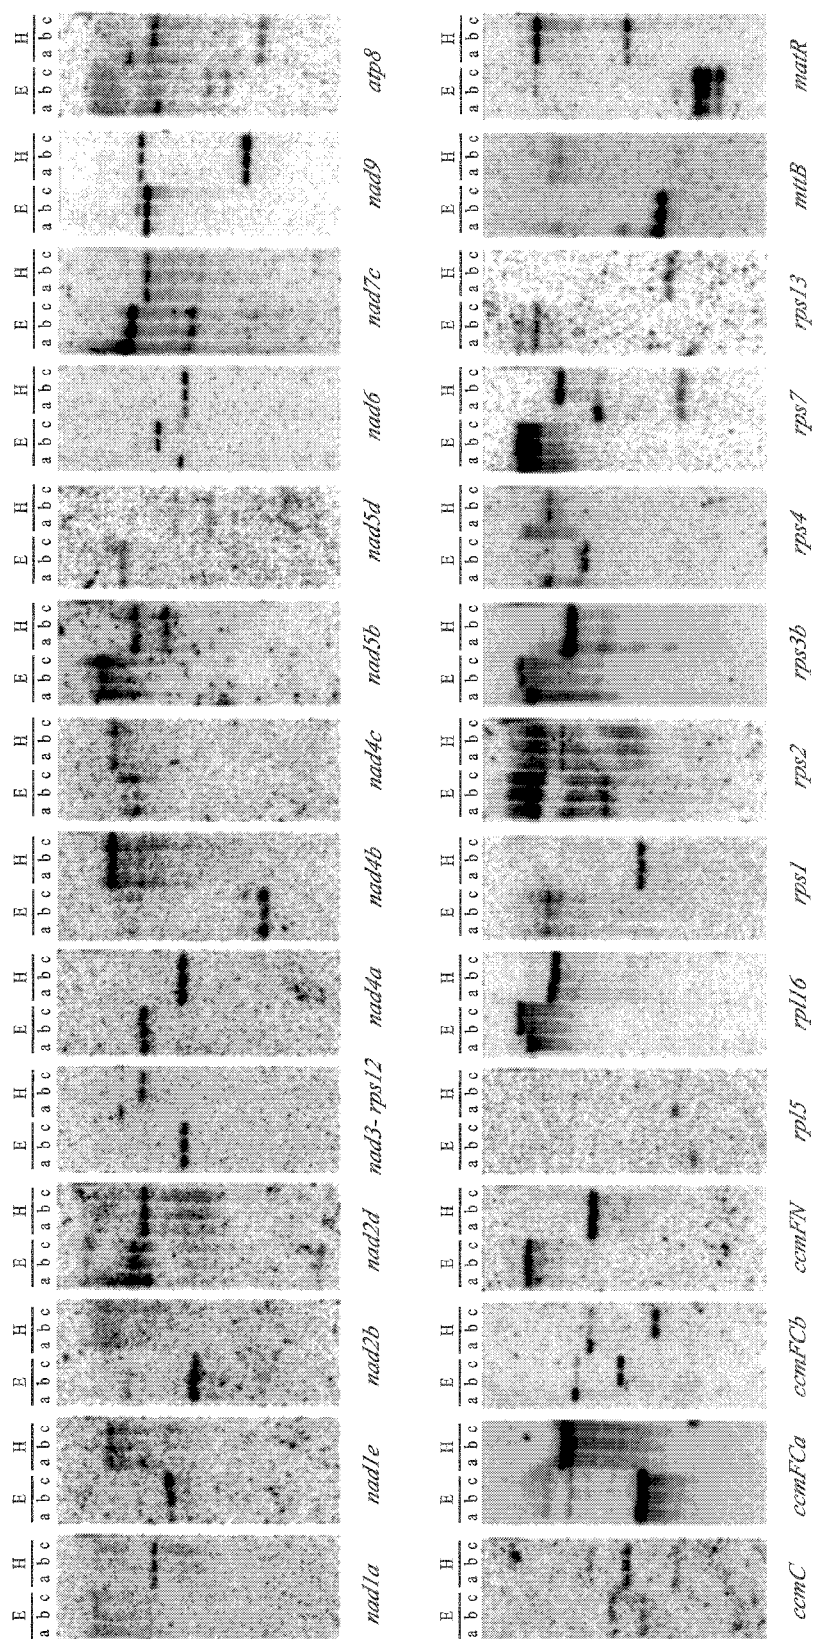 E H E H E H E H E H E H E H E H E H E H E H E H E H E H
a b c a b c a b c a b c a b c a b c a b c a b c a b c a b c a b c a b c a b c a b c a b c a b c a b c a b c a b c a b c a b c a b c a b c a b c a b c a b c a b c a b c
nad1a nad1e nad2b nad2d nad3-rps12 nad4a nad4b nad4c nad5b nad5d nad6 nad7c nad9 atp8
E H E H E H E H E H E H E H E H E H E H E H E H E H E H
a b c a b c a b c a b c a b c a b c a b c a b c a b c a b c a b c a b c a b c a b c a b c a b c a b c a b c a b c a b c a b c a b c a b c a b c a b c a b c a b c a b c
ccmC ccmFCa ccmFCb ccmFN rpl5 rpl16 rps1 rps2 rps3b rps4 rps7 rps13 mttB matR